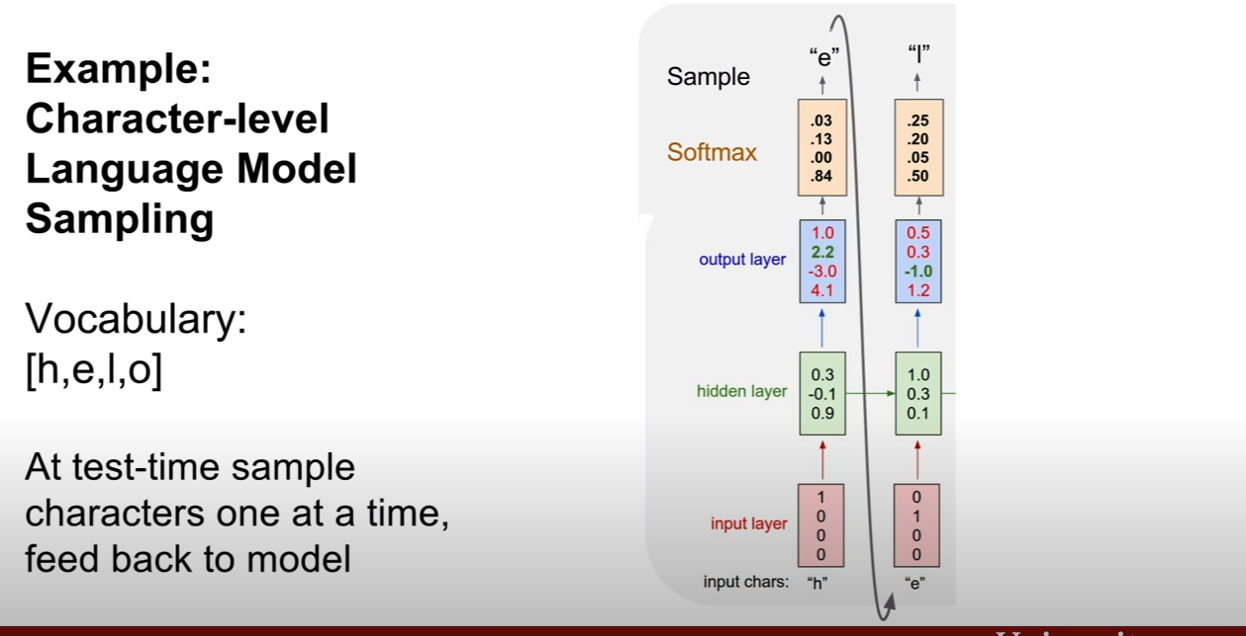 Example:
Character-level
Language Model
Sampling
Vocabulary:
[h,e,l,o]
At test-time sample
characters one at a time,
feed back to model
Sample
“e” “l”
Softmax
.03 .25
.13 .20
.00 .05
.84 .50
output layer
1.0 0.5
2.2 0.3
-3.0 -1.0
4.1 1.2
hidden layer
0.3 1.0
-0.1 0.3
0.9 0.1
input layer
1 0
0 1
0 0
0 0
input chars: “h” “e”